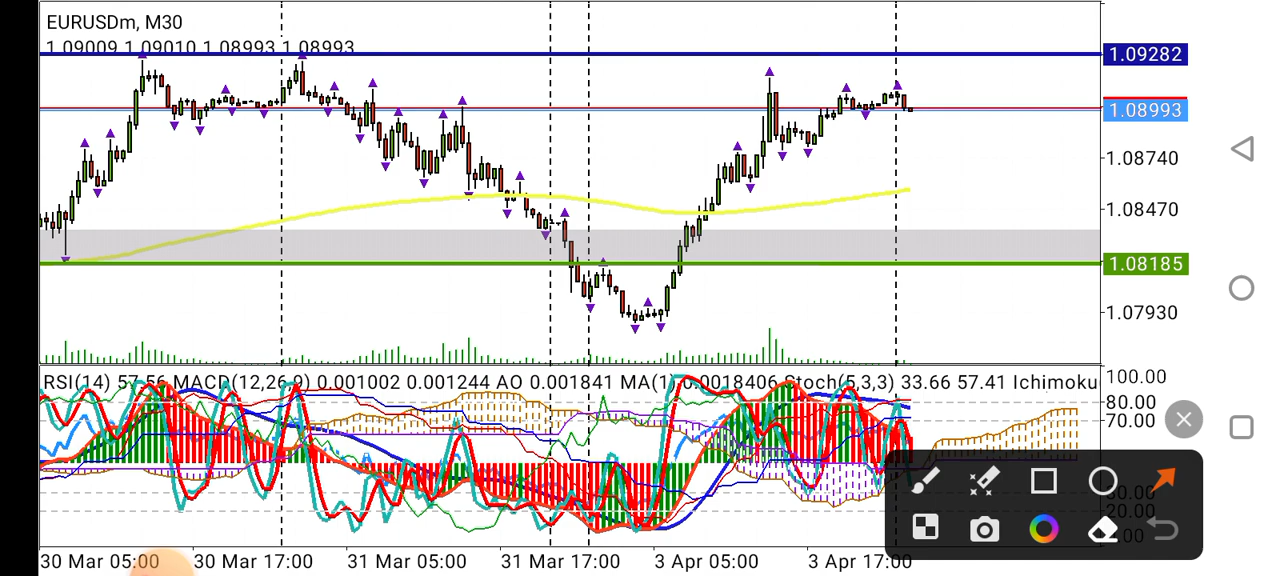 EURUSDm, M30
1.09009 1.09010 1.08993 1.08993
1.09282
1.08993
1.08740
1.08470
1.08185
1.07930
RSI(14) 57.56 MACD(12,26,9) 0.001002 0.001244 AO 0.001841 MA(1) 0.0018406 Stoch(5,3,3) 33.66 57.41 Ichimoku
100.00
80.00
70.00
30.00
20.00
30 Mar 05:00 30 Mar 17:00 31 Mar 05:00 31 Mar 17:00 3 Apr 05:00 3 Apr 17:00